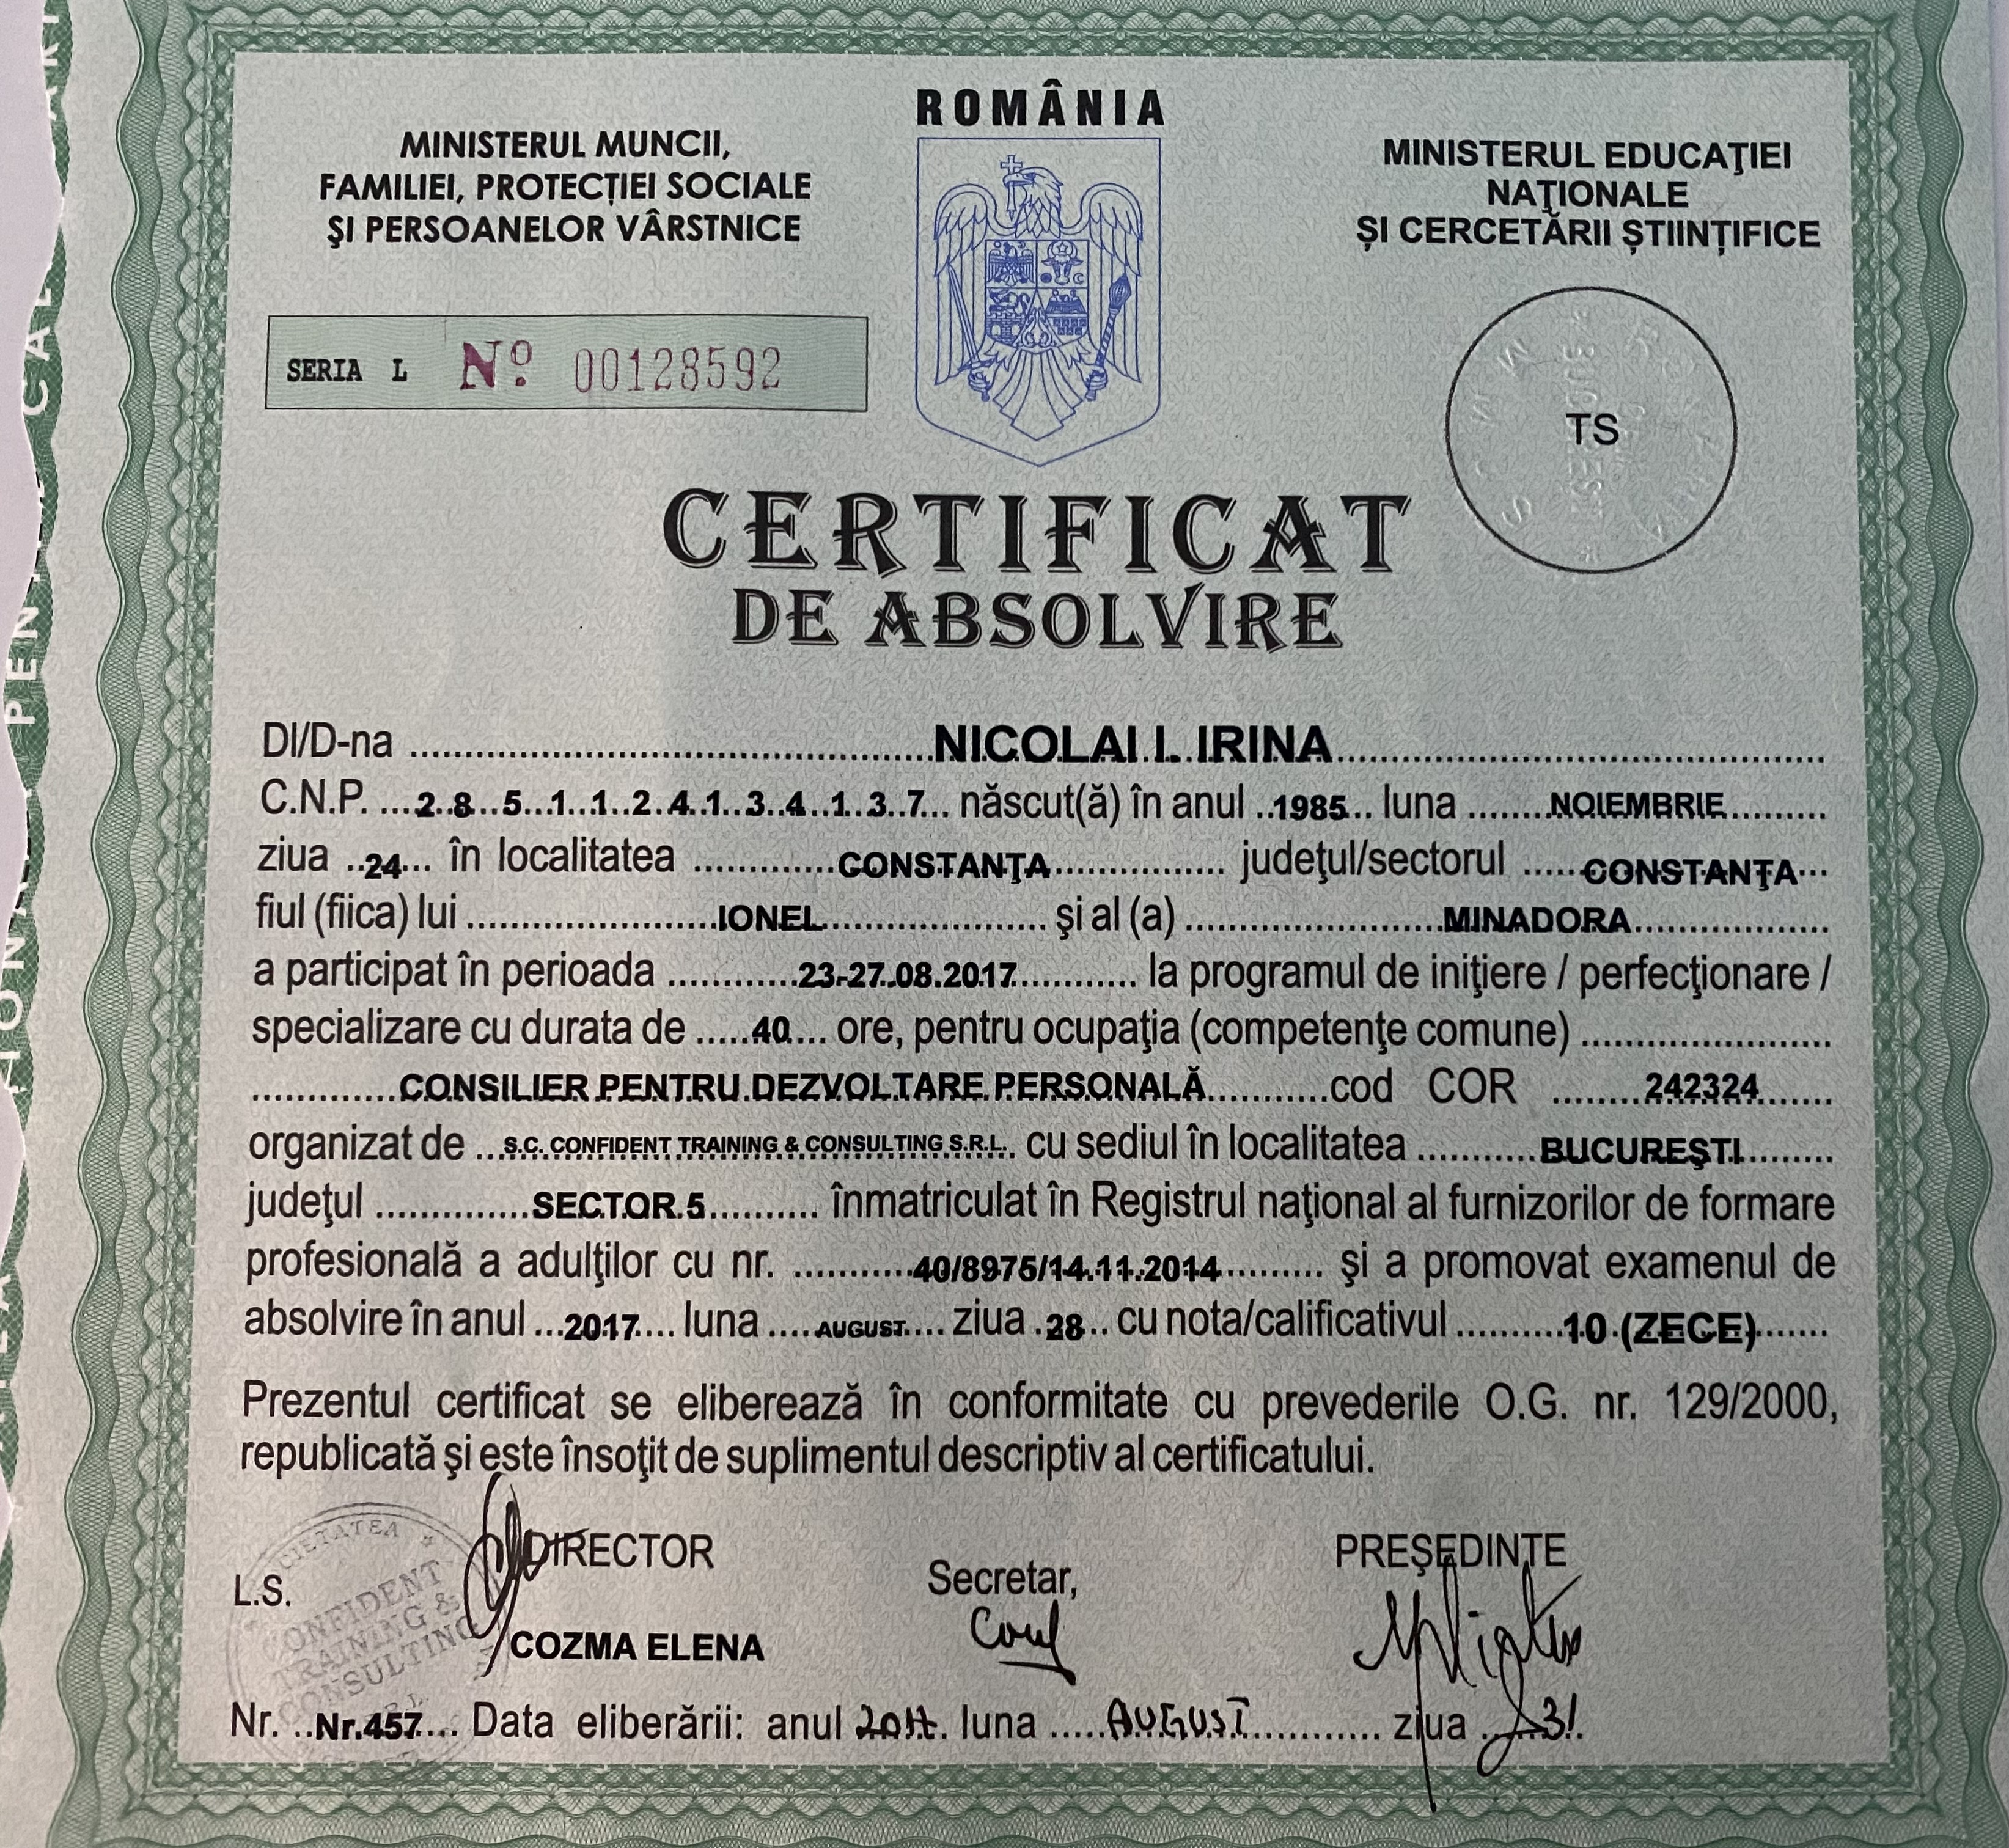 ROMÂNIA
MINISTERUL MUNCII,
FAMILIEI, PROTECȚIEI SOCIALE
ŞI PERSOANELOR VÂRSTNICE
MINISTERUL EDUCAŢIEI
NAŢIONALE
ȘI CERCETĂRII ȘTIINȚIFICE
SERIA L Nº 00128592
TS
CERTIFICAT
DE ABSOLVIRE
Dl/D-na ........ NICOLAI I. IRINA ........
C.N.P. ... 2 8 5 1 1 2 4 1 3 4 1 3 7 ... născut(ă) în anul .. 1985 .. luna ........ NOIEMBRIE ........
ziua .. 24 ... în localitatea ........ CONSTANŢA ........ judeţul/sectorul ...... CONSTANŢA ...
fiul (fiica) lui ........ IONEL ........ şi al (a) ........ MINADORA ........
a participat în perioada ........ 23-27.08.2017 ........ la programul de iniţiere / perfecţionare /
specializare cu durata de ..... 40 .... ore, pentru ocupaţia (competenţe comune) ........
........ CONSILIER PENTRU DEZVOLTARE PERSONALĂ ........ cod COR ........ 242324 ........
organizat de ... S.C. CONFIDENT TRAINING & CONSULTING S.R.L. . cu sediul în localitatea ........ BUCUREŞTI ........
judeţul ........ SECTOR 5 ........ înmatriculat în Registrul naţional al furnizorilor de formare
profesională a adulţilor cu nr. ........ 40/8975/14.11.2014 ........ şi a promovat examenul de
absolvire în anul ... 2017 .... luna .... AUGUST .... ziua . 28 .. cu nota/calificativul ........ 10 (ZECE) ........
Prezentul certificat se eliberează în conformitate cu prevederile O.G. nr. 129/2000,
republicată şi este însoţit de suplimentul descriptiv al certificatului.
DIRECTOR
Secretar,
PREŞEDINTE
L.S.
SOCIETATEA
CONFIDENT
TRAINING &
CONSULTING
COZMA ELENA
Nr. .. Nr.457 .... Data eliberării: anul 2017. luna ..... AUGUST ........ ziua .. 31.